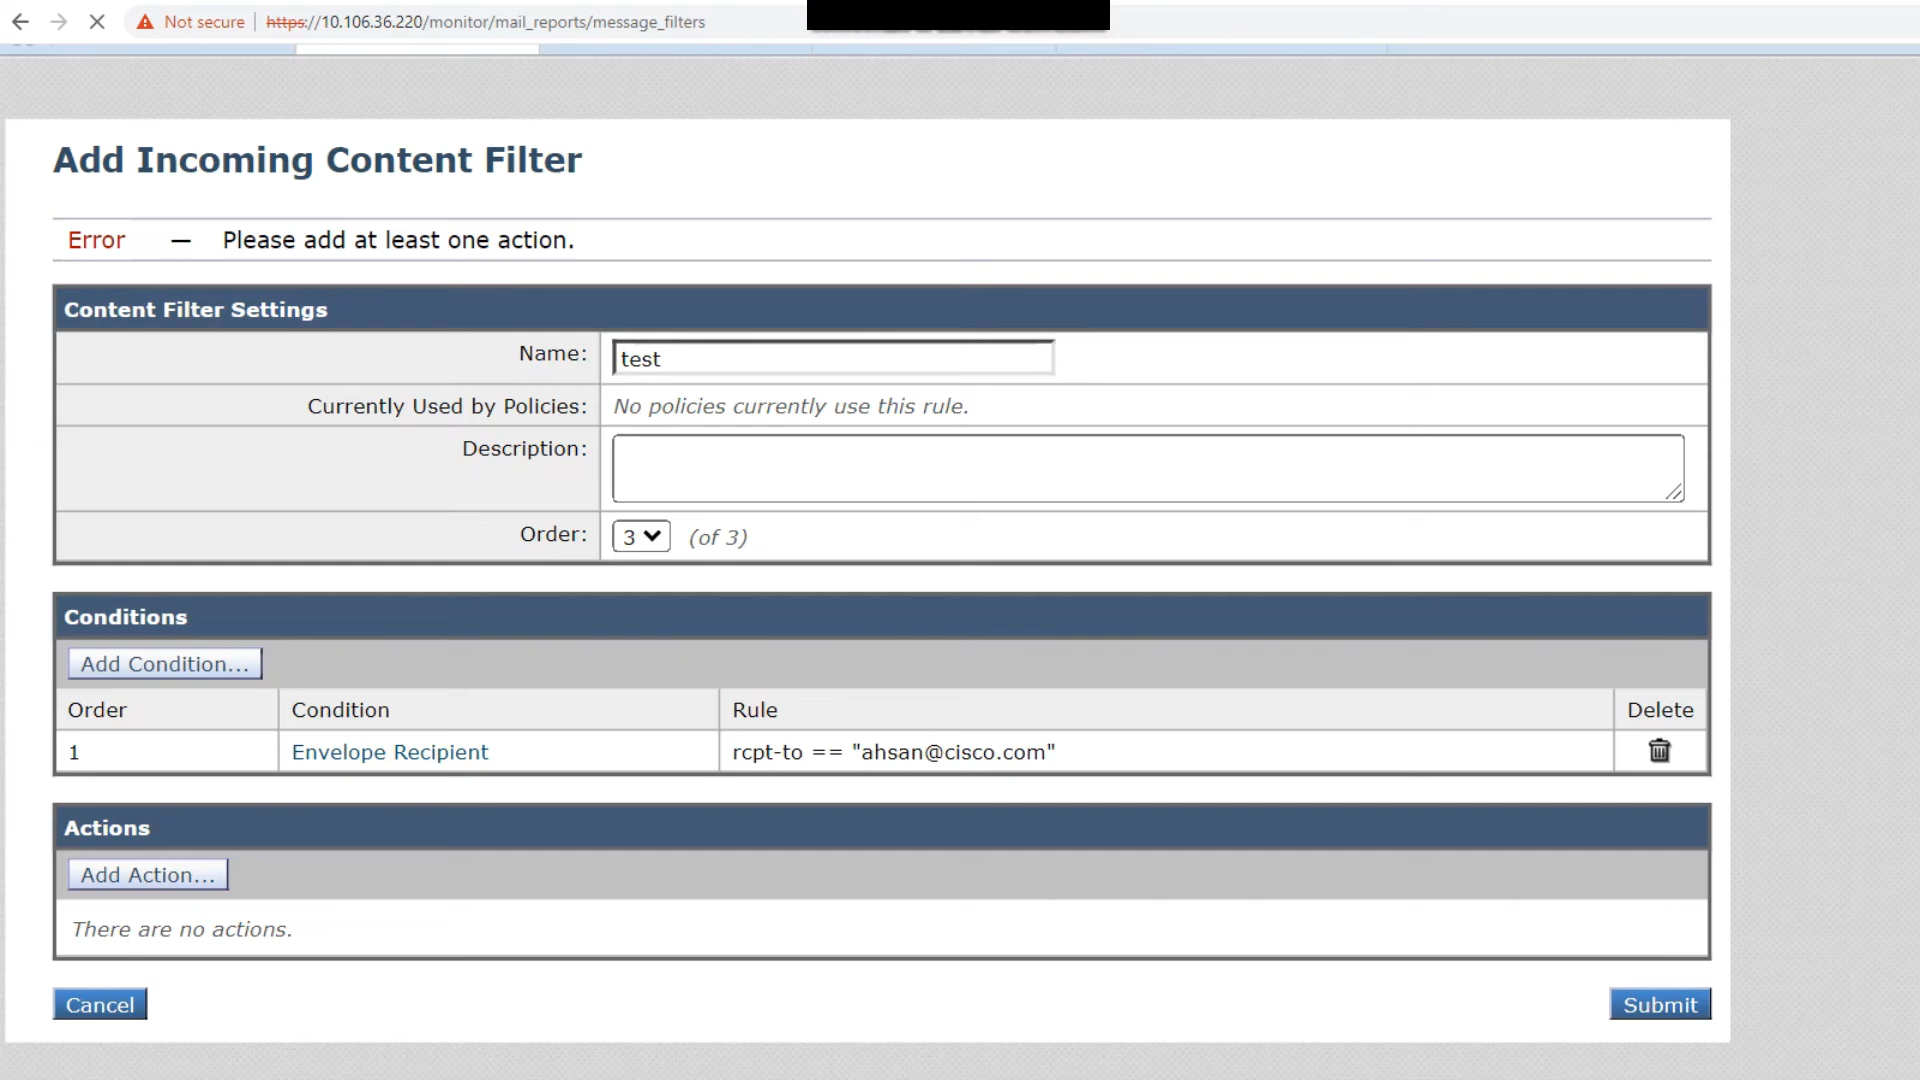 Not secure https://10.106.36.220/monitor/mail_reports/message_filters
Add Incoming Content Filter
Error — Please add at least one action.
Content Filter Settings
Name: test
Currently Used by Policies: No policies currently use this rule.
Description:
Order: 3 (of 3)
Conditions
Add Condition...
Order Condition Rule Delete
1 Envelope Recipient rcpt-to == "ahsan@cisco.com"
Actions
Add Action...
There are no actions.
Cancel Submit